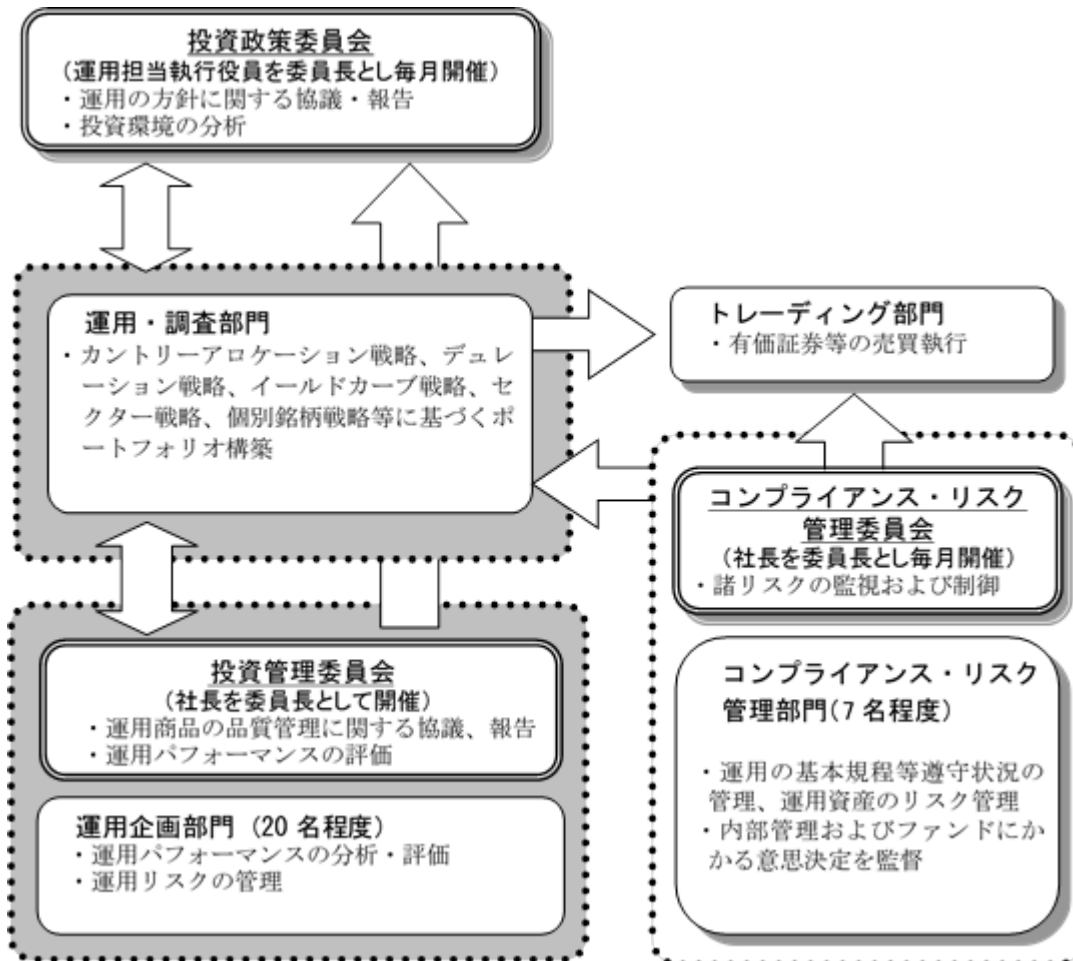 投資政策委員会
(運用担当執行役員を委員長とし毎月開催)
・運用の方針に関する協議・報告
・投資環境の分析
運用・調査部門
・カントリーアロケーション戦略、デュレ
ーション戦略、イールドカーブ戦略、セ
クター戦略、個別銘柄戦略等に基づくポ
ートフォリオ構築
トレーディング部門
・有価証券等の売買執行
コンプライアンス・リスク
管理委員会
(社長を委員長とし毎月開催)
・諸リスクの監視および制御
投資管理委員会
(社長を委員長として開催)
・運用商品の品質管理に関する協議、報告
・運用パフォーマンスの評価
運用企画部門 (20 名程度)
・運用パフォーマンスの分析・評価
・運用リスクの管理
コンプライアンス・リスク
管理部門(7 名程度)
・運用の基本規程等遵守状況の
管理、運用資産のリスク管理
・内部管理およびファンドにか
かる意思決定を監督